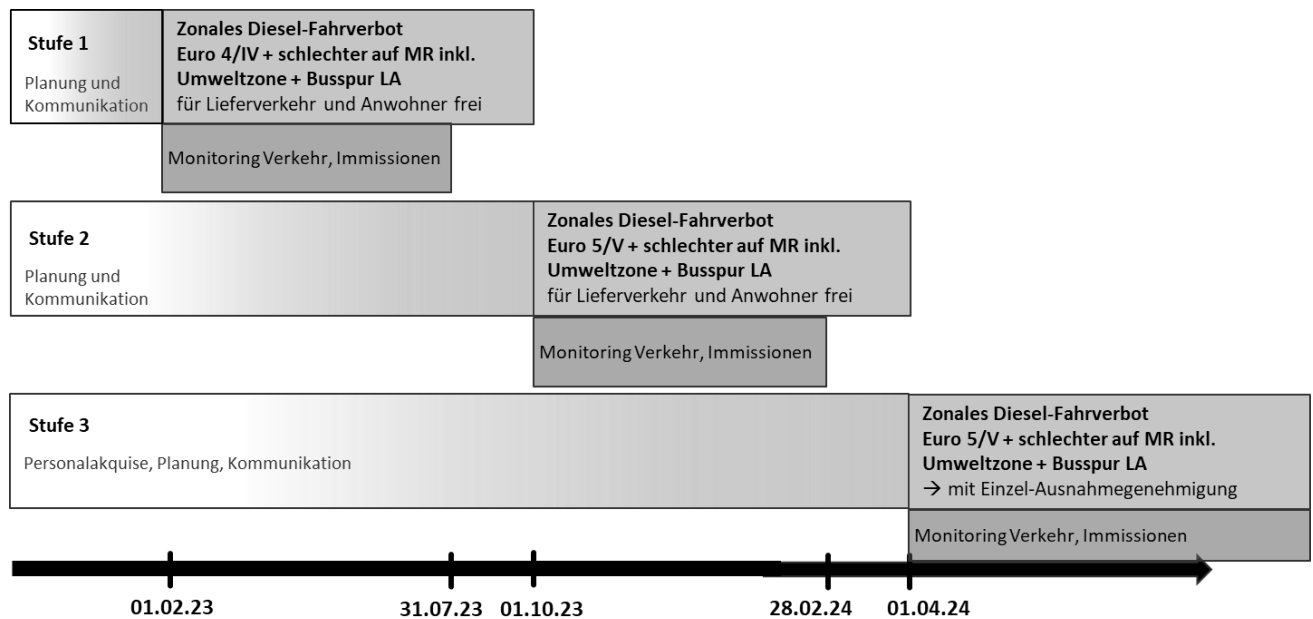 Stufe 1
Planung und
Kommunikation
Zonales Diesel-Fahrverbot
Euro 4/IV + schlechter auf MR inkl.
Umweltzone + Busspur LA
für Lieferverkehr und Anwohner frei
Monitoring Verkehr, Immissionen
Stufe 2
Planung und
Kommunikation
Zonales Diesel-Fahrverbot
Euro 5/V + schlechter auf MR inkl.
Umweltzone + Busspur LA
für Lieferverkehr und Anwohner frei
Monitoring Verkehr, Immissionen
Stufe 3
Personalakquise, Planung, Kommunikation
Zonales Diesel-Fahrverbot
Euro 5/V + schlechter auf MR inkl.
Umweltzone + Busspur LA
→ mit Einzel-Ausnahmegenehmigung
Monitoring Verkehr, Immissionen
01.02.23
31.07.23
01.10.23
28.02.24
01.04.24